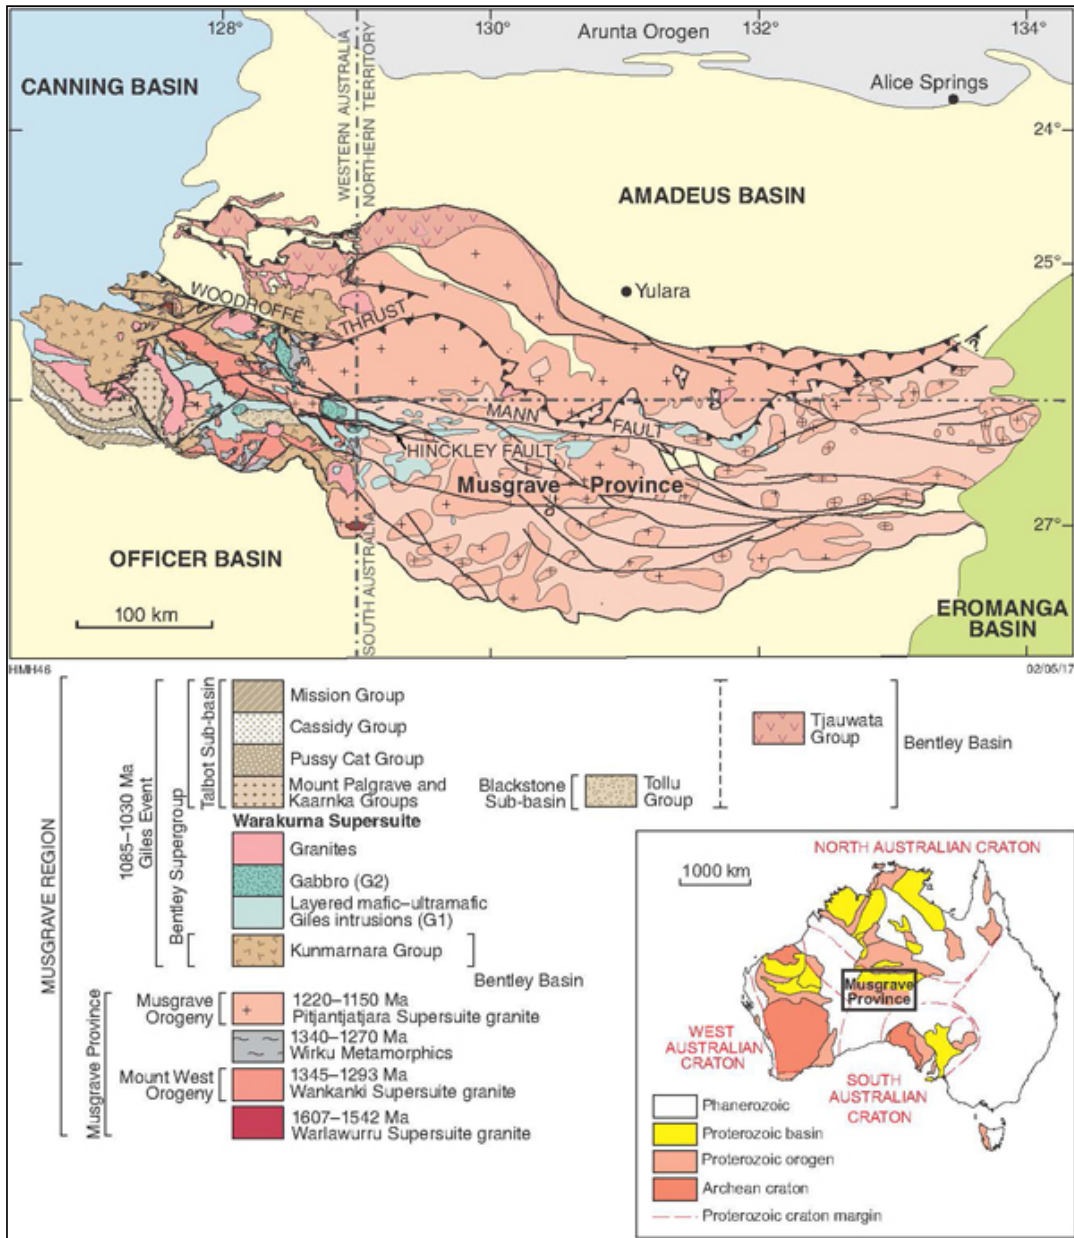 128°
130°
132°
134°
Arunta Orogen
CANNING BASIN
Alice Springs
WESTERN AUSTRALIA
NORTHERN TERRITORY
24°
AMADEUS BASIN
25°
Yulara
WOODROFFE
THRUST
MANN
FAULT
HINCKLEY FAULT
Musgrave Province
27°
OFFICER BASIN
SOUTH AUSTRALIA
100 km
EROMANGA
BASIN
HMH46
02/05/17
MUSGRAVE REGION
1085–1030 Ma
Giles Event
Bentley Supergroup
Talbot Sub-basin
Mission Group
Cassidy Group
Pussy Cat Group
Mount Palgrave and
Kaarnka Groups
Blackstone
Sub-basin
Tollu
Group
Tjauwata
Group
Bentley Basin
Warakurna Supersuite
Granites
Gabbro (G2)
Layered mafic–ultramafic
Giles intrusions (G1)
Kunmarnara Group
Bentley Basin
Musgrave Province
Musgrave
Orogeny
1220–1150 Ma
Pitjantjatjara Supersuite granite
1340–1270 Ma
Wirku Metamorphics
Mount West
Orogeny
1345–1293 Ma
Wankanki Supersuite granite
1607–1542 Ma
Warlawurru Supersuite granite
NORTH AUSTRALIAN CRATON
1000 km
Musgrave
Province
WEST
AUSTRALIAN
CRATON
SOUTH
AUSTRALIAN
CRATON
Phanerozoic
Proterozoic basin
Proterozoic orogen
Archean craton
Proterozoic craton margin